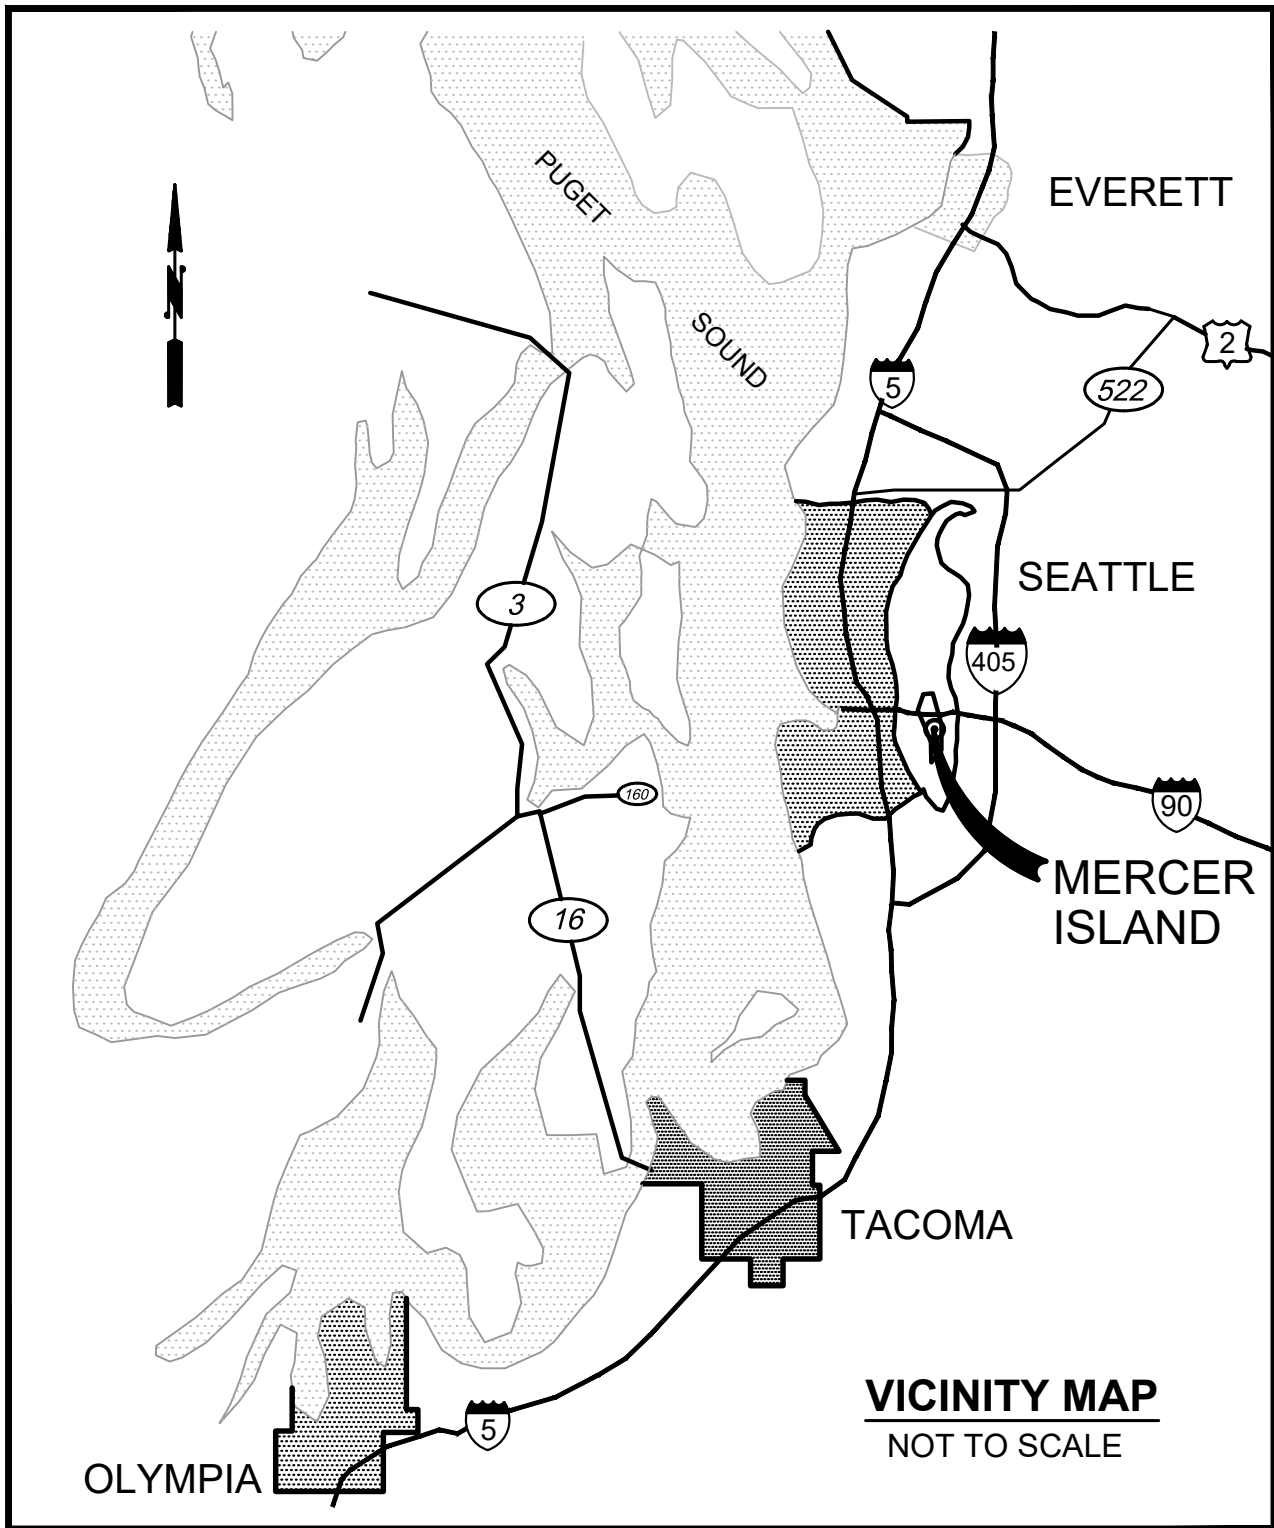 PUGET
EVERETT
N
SOUND
2
5
522
SEATTLE
3
405
160
90
MERCER
ISLAND
16
TACOMA
VICINITY MAP
5
NOT TO SCALE
OLYMPIA